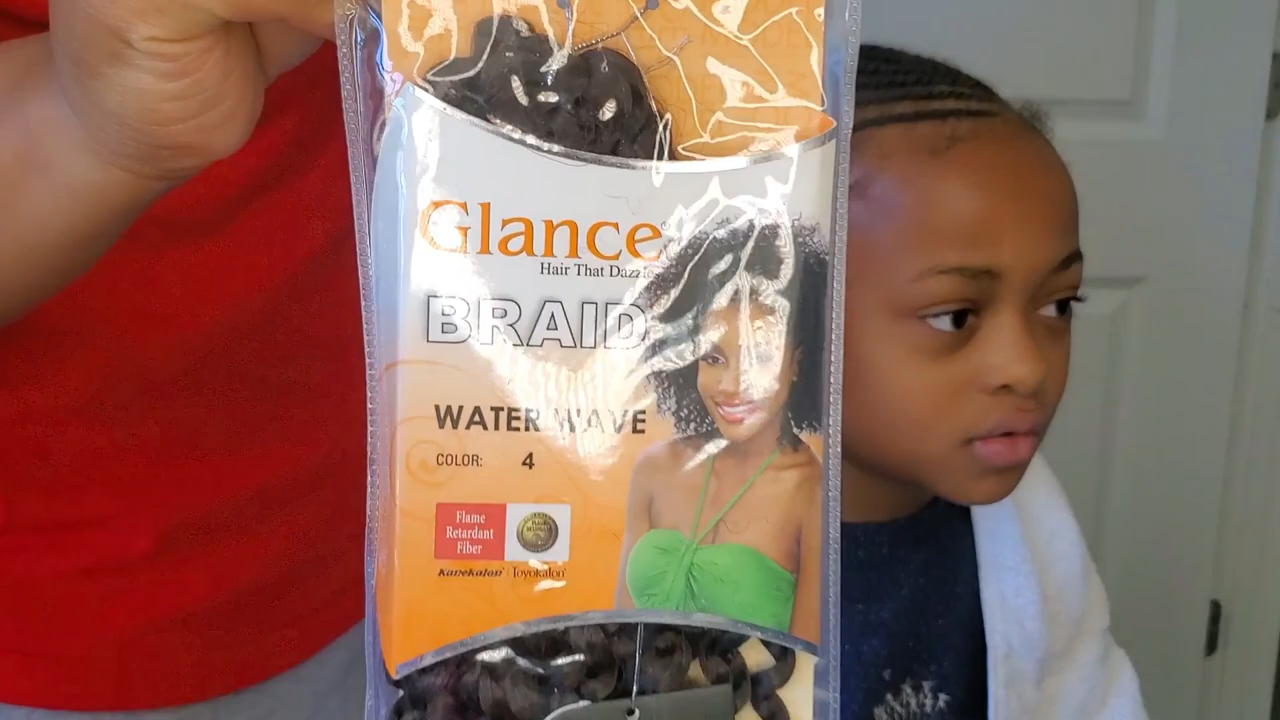 Glance
Hair That Dazzles
BRAID
WATER WAVE
COLOR: 4
Flame
Retardant
Fiber
Kanekalon Toyokalon